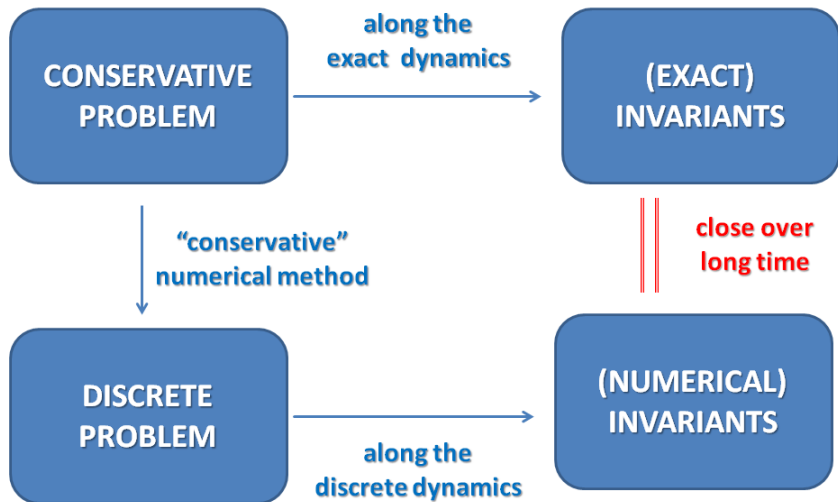 along the
exact dynamics
CONSERVATIVE
PROBLEM
(EXACT)
INVARIANTS
“conservative”
numerical method
close over
long time
DISCRETE
PROBLEM
(NUMERICAL)
INVARIANTS
along the
discrete dynamics